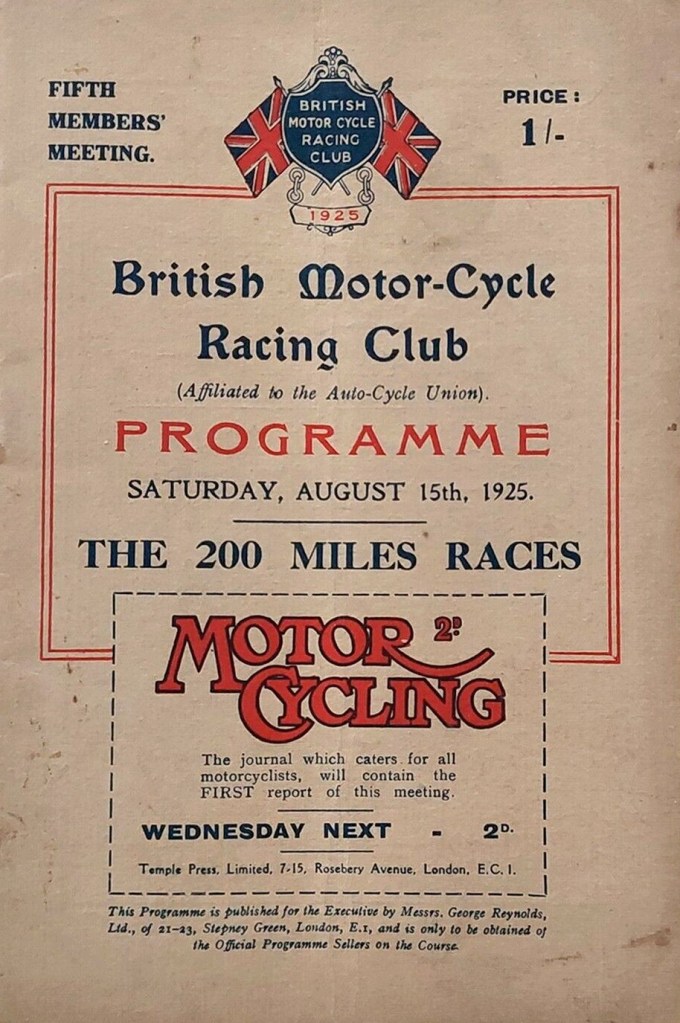 FIFTH
MEMBERS'
MEETING.
BRITISH
MOTOR CYCLE
RACING
CLUB
1925
PRICE:
1/-
British Motor-Cycle
Racing Club
(Affiliated to the Auto-Cycle Union).
PROGRAMME
SATURDAY, AUGUST 15th, 1925.
THE 200 MILES RACES
MOTOR 2D.
CYCLING
The journal which caters for all
motorcyclists, will contain the
FIRST report of this meeting.
WEDNESDAY NEXT - 2D.
Temple Press, Limited, 7-15, Rosebery Avenue, London, E.C.1.
This Programme is published for the Executive by Messrs. George Reynolds,
Ltd., of 21-23, Stepney Green, London, E.1, and is only to be obtained of
the Official Programme Sellers on the Course.